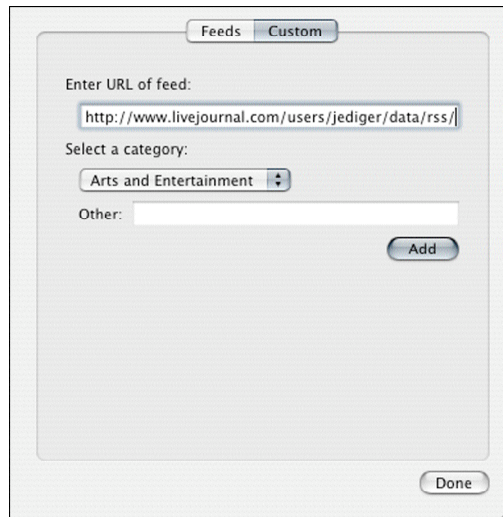 Feeds Custom
Enter URL of feed:
http://www.livejournal.com/users/jediger/data/rss/
Select a category:
Arts and Entertainment
Other:
Add
Done